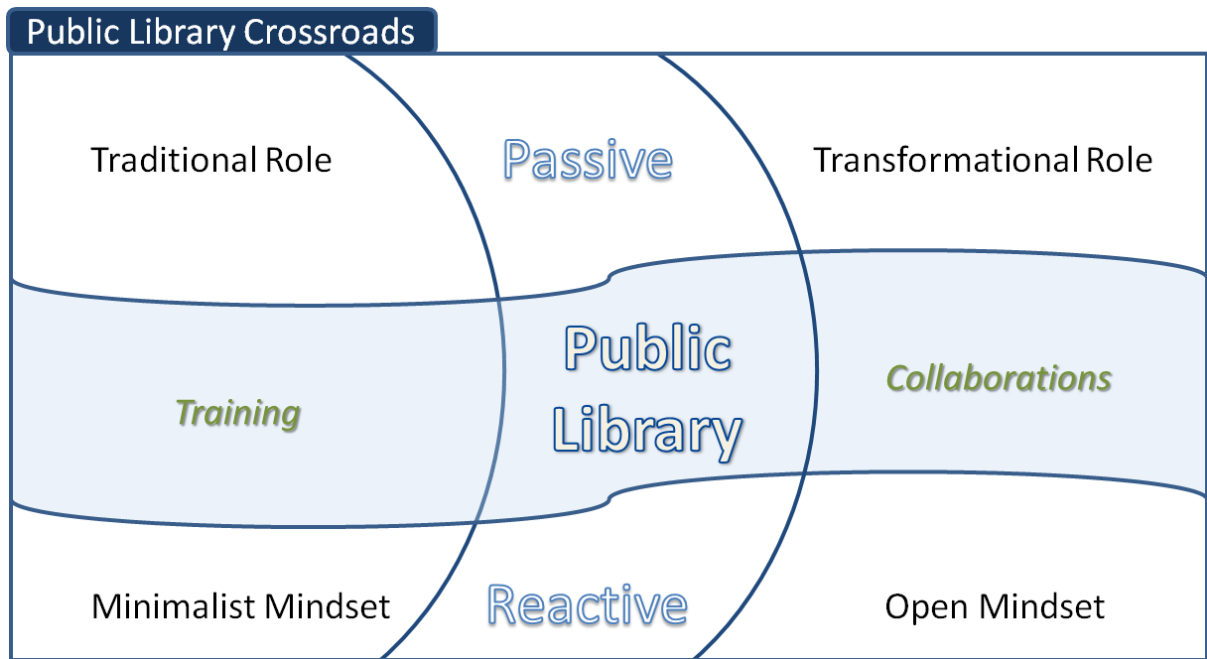 Public Library Crossroads
Traditional Role
Passive
Transformational Role
Training
Public
Library
Collaborations
Minimalist Mindset
Reactive
Open Mindset